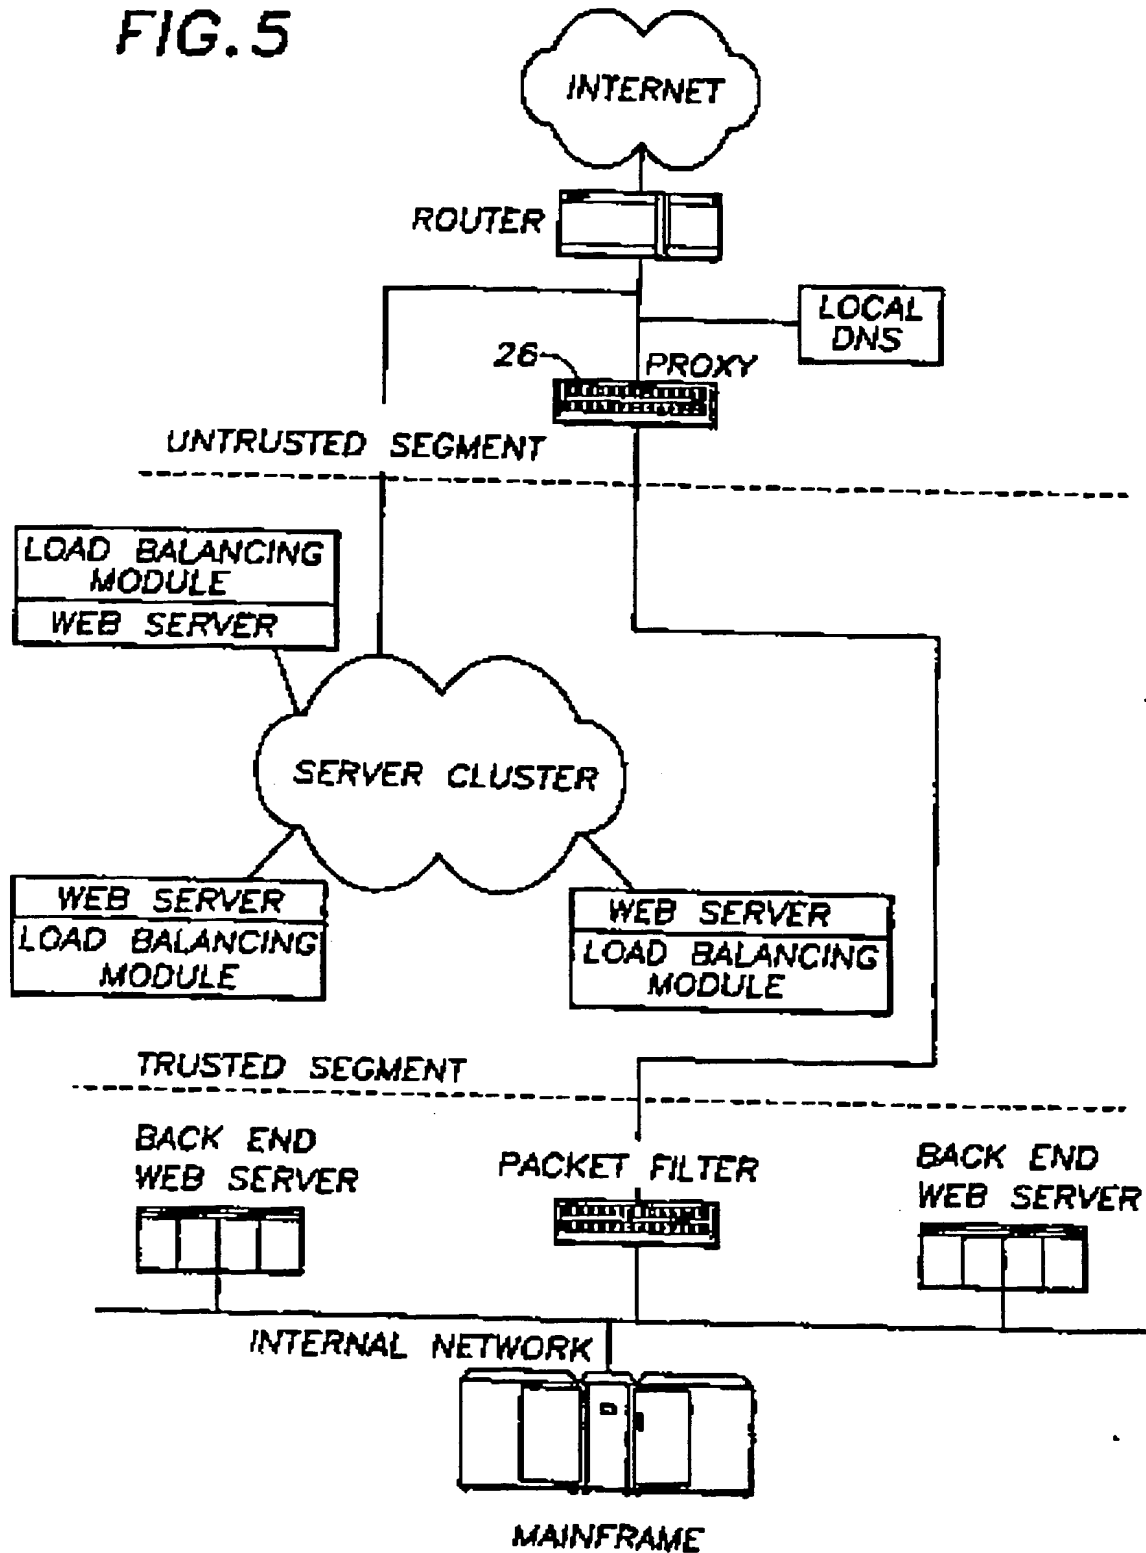 FIG. 5
INTERNET
ROUTER
LOCAL
DNS
26
PROXY
UNTRUSTED SEGMENT
LOAD BALANCING
MODULE
WEB SERVER
SERVER CLUSTER
WEB SERVER
LOAD BALANCING
MODULE
WEB SERVER
LOAD BALANCING
MODULE
TRUSTED SEGMENT
BACK END
WEB SERVER
PACKET FILTER
BACK END
WEB SERVER
INTERNAL NETWORK
MAINFRAME